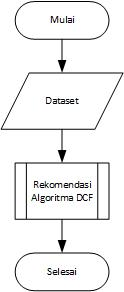 Mulai
Dataset
Rekomendasi
Algoritma DCF
Selesai